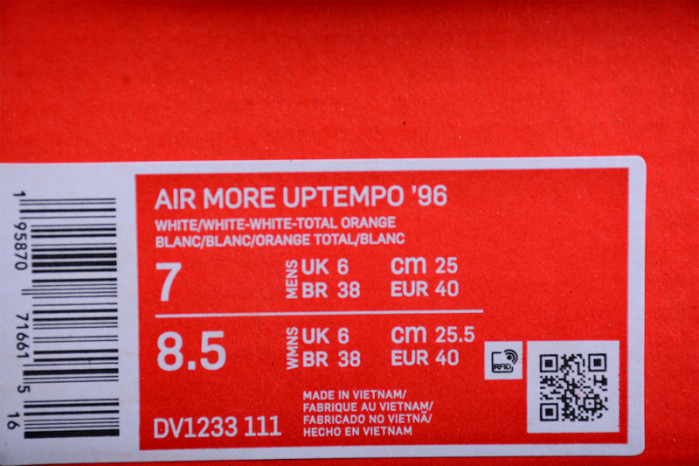 AIR MORE UPTEMPO '96
WHITE/WHITE-WHITE-TOTAL ORANGE
BLANC/BLANC/ORANGE TOTAL/BLANC
7 MENS UK 6 cm 25
BR 38 EUR 40
8.5 WMNS UK 6 cm 25.5
BR 38 EUR 40
RFID
DV1233 111
MADE IN VIETNAM/
FABRIQUE AU VIETNAM/
FABRICADO NO VIETNÃ/
HECHO EN VIETNAM
1 95870 71661 5 16